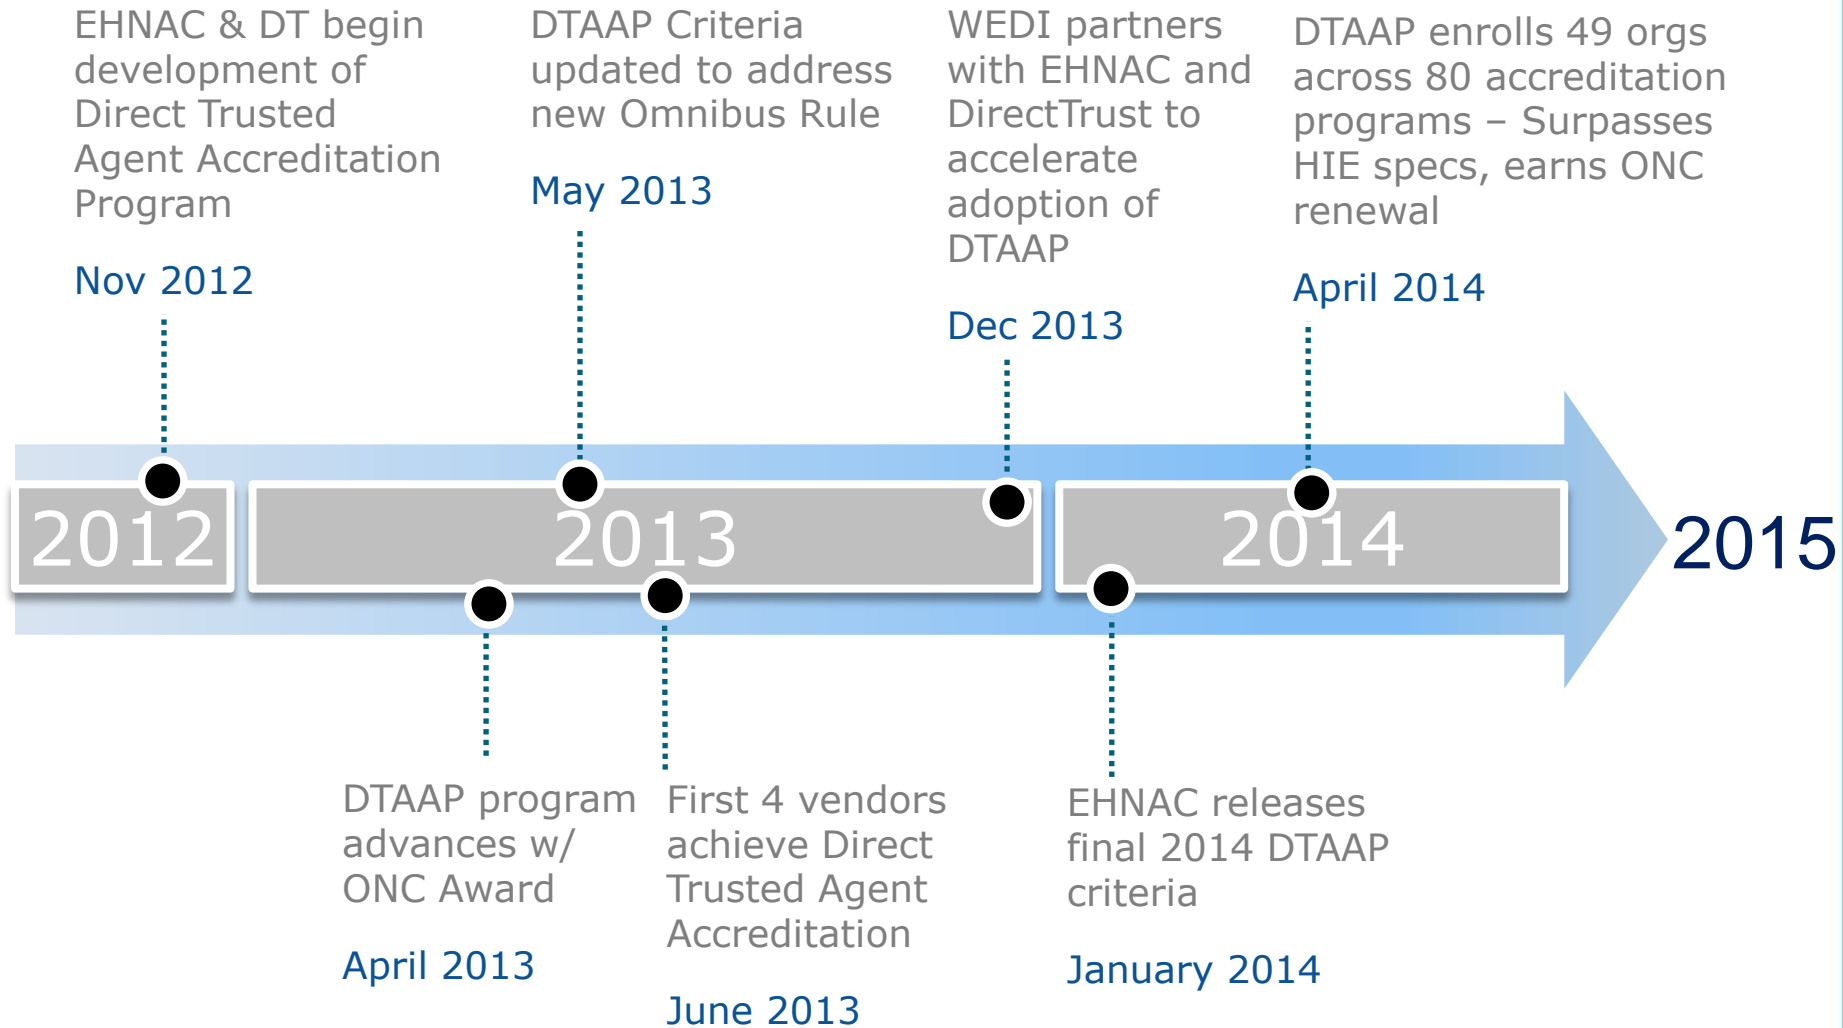 EHNAC & DT begin
development of
Direct Trusted
Agent Accreditation
Program
Nov 2012
DTAAP Criteria
updated to address
new Omnibus Rule
May 2013
WEDI partners
with EHNAC and
DirectTrust to
accelerate
adoption of
DTAAP
Dec 2013
DTAAP enrolls 49 orgs
across 80 accreditation
programs – Surpasses
HIE specs, earns ONC
renewal
April 2014
2012
2013
2014
2015
DTAAP program
advances w/
ONC Award
April 2013
First 4 vendors
achieve Direct
Trusted Agent
Accreditation
June 2013
EHNAC releases
final 2014 DTAAP
criteria
January 2014